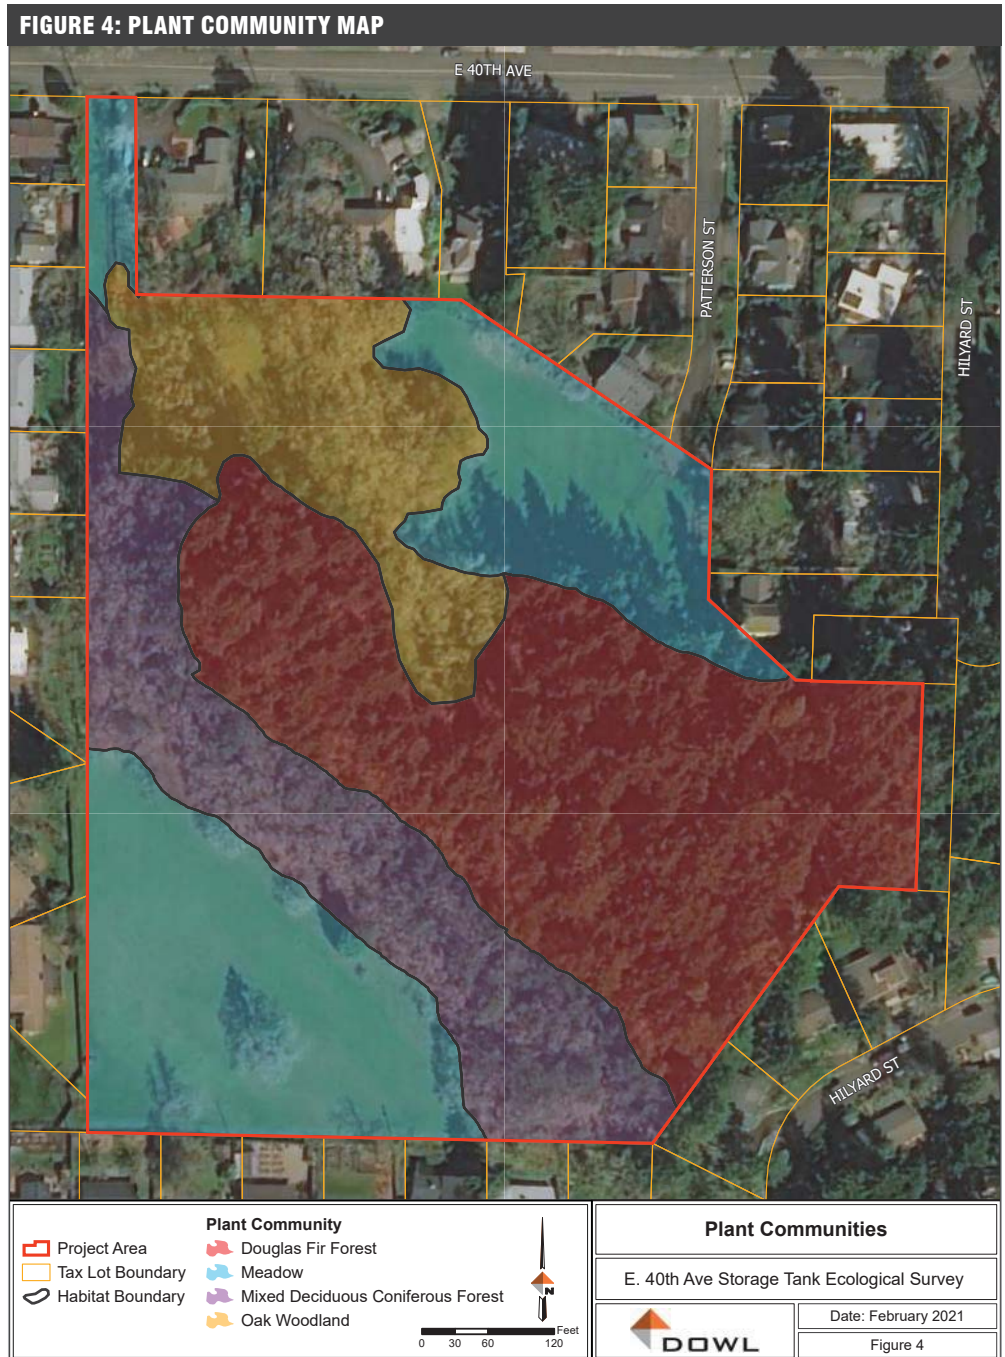 FIGURE 4: PLANT COMMUNITY MAP
E 40TH AVE
PATTERSON ST
HILYARD ST
HILYARD ST
Plant Community
Project Area
Tax Lot Boundary
Habitat Boundary
Douglas Fir Forest
Meadow
Mixed Deciduous Coniferous Forest
Oak Woodland
N
Feet
0 30 60 120
Plant Communities
E. 40th Ave Storage Tank Ecological Survey
DOWL
Date: February 2021
Figure 4